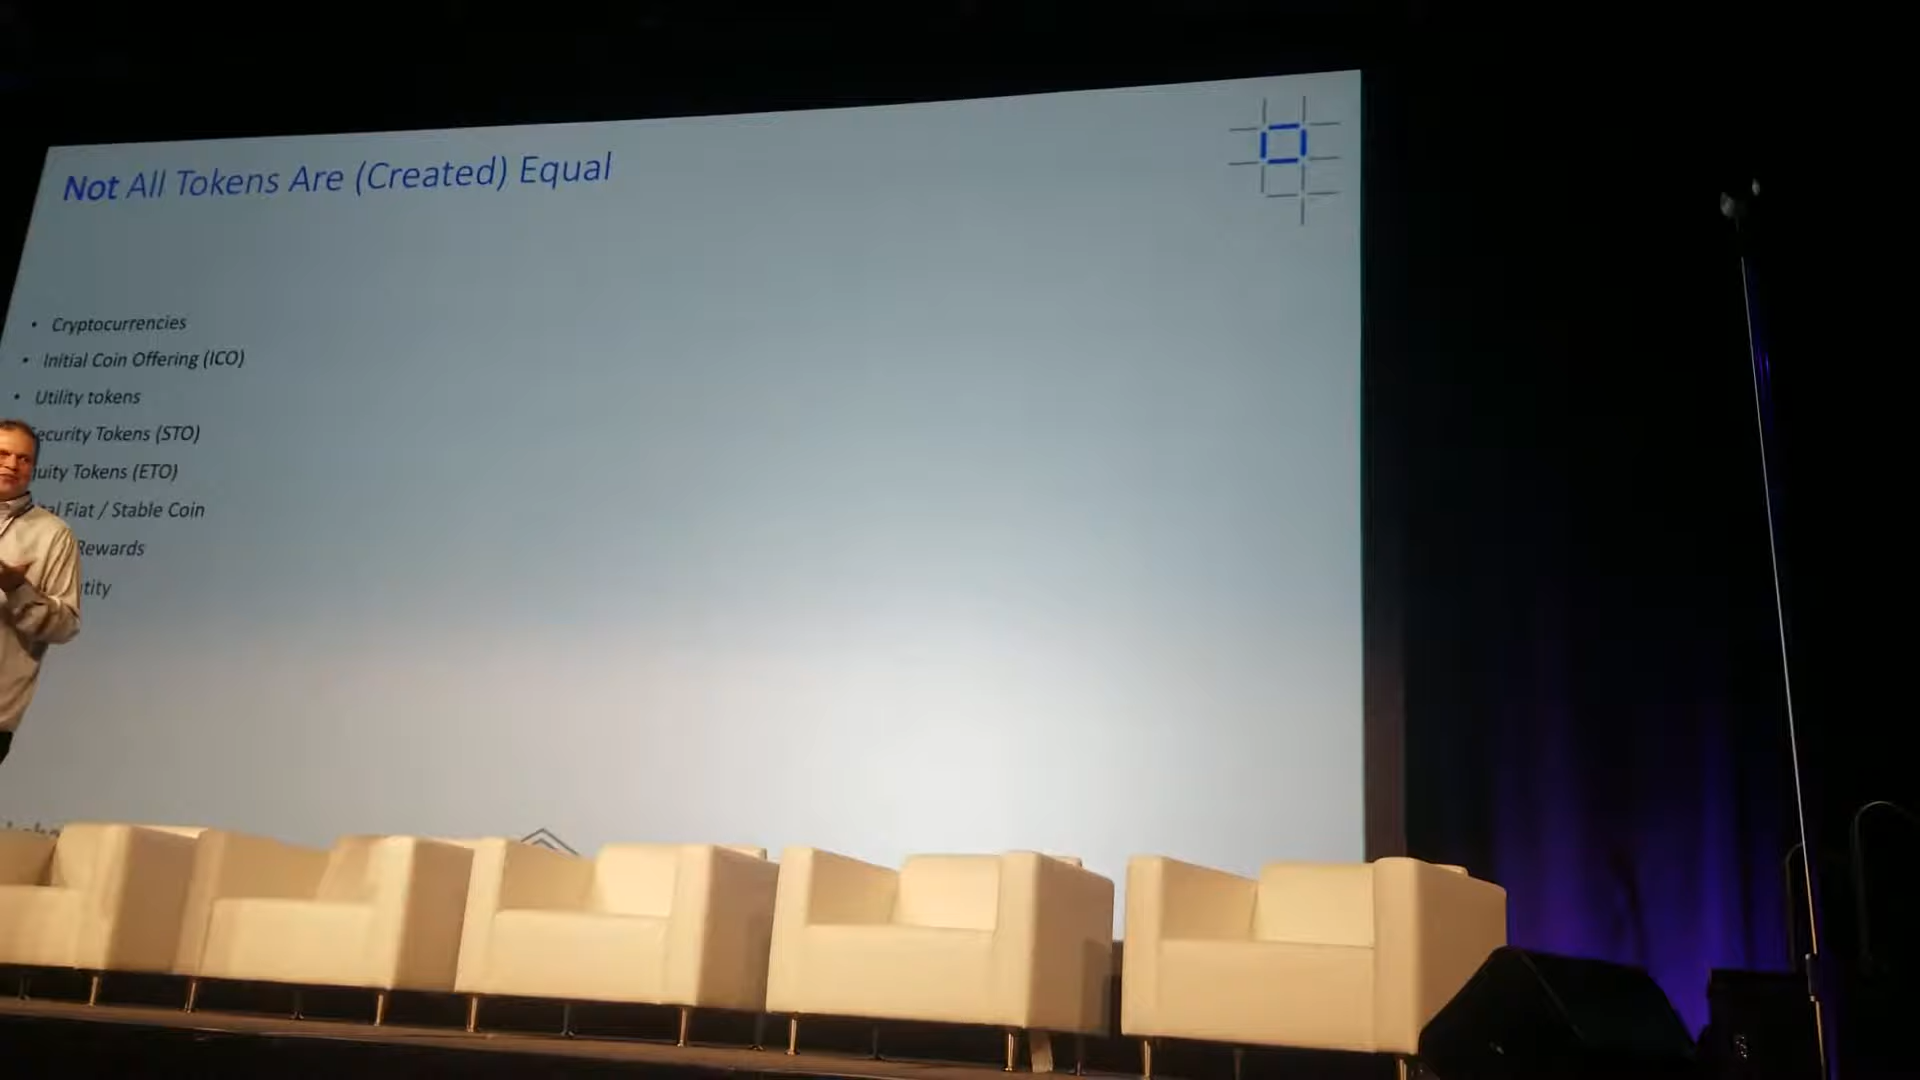 Not All Tokens Are (Created) Equal
• Cryptocurrencies
• Initial Coin Offering (ICO)
• Utility tokens
ecurity Tokens (STO)
uity Tokens (ETO)
tal Fiat / Stable Coin
Rewards
tity